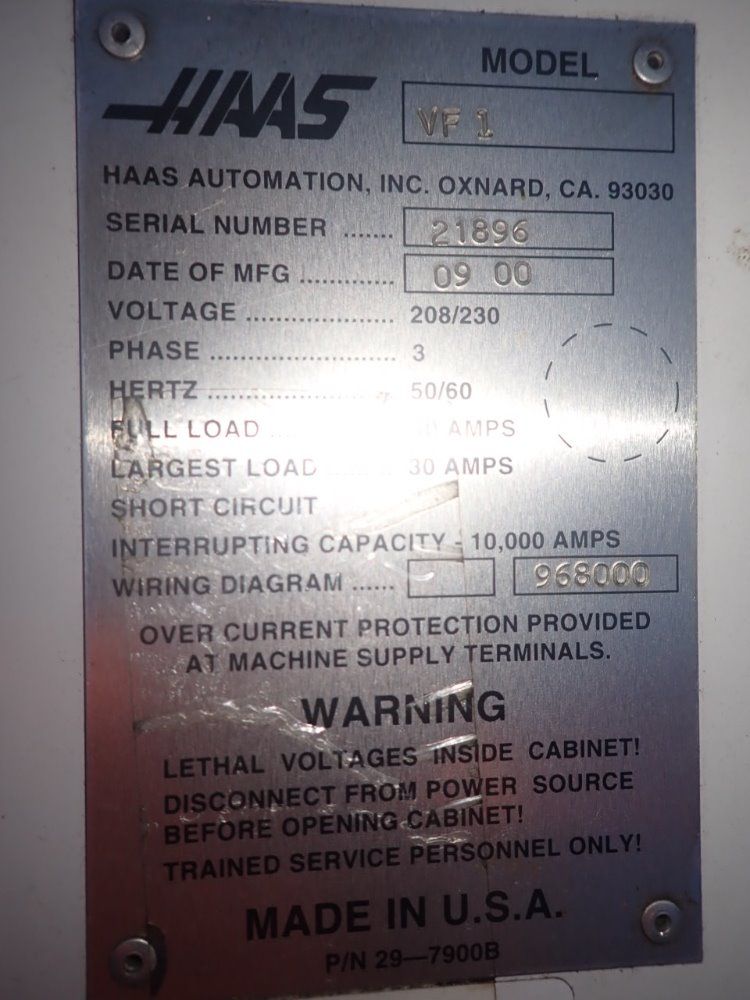 HAAS
MODEL
VF 1
HAAS AUTOMATION, INC. OXNARD, CA. 93030
SERIAL NUMBER ....... 21896
DATE OF MFG ............. 09 00
VOLTAGE .................... 208/230
PHASE ......................... 3
HERTZ ......................... 50/60
FULL LOAD AMPS
LARGEST LOAD ......... 30 AMPS
SHORT CIRCUIT
INTERRUPTING CAPACITY - 10,000 AMPS
WIRING DIAGRAM ...... - 968000
OVER CURRENT PROTECTION PROVIDED
AT MACHINE SUPPLY TERMINALS.
WARNING
LETHAL VOLTAGES INSIDE CABINET!
DISCONNECT FROM POWER SOURCE
BEFORE OPENING CABINET!
TRAINED SERVICE PERSONNEL ONLY!
MADE IN U.S.A.
P/N 29—7900B